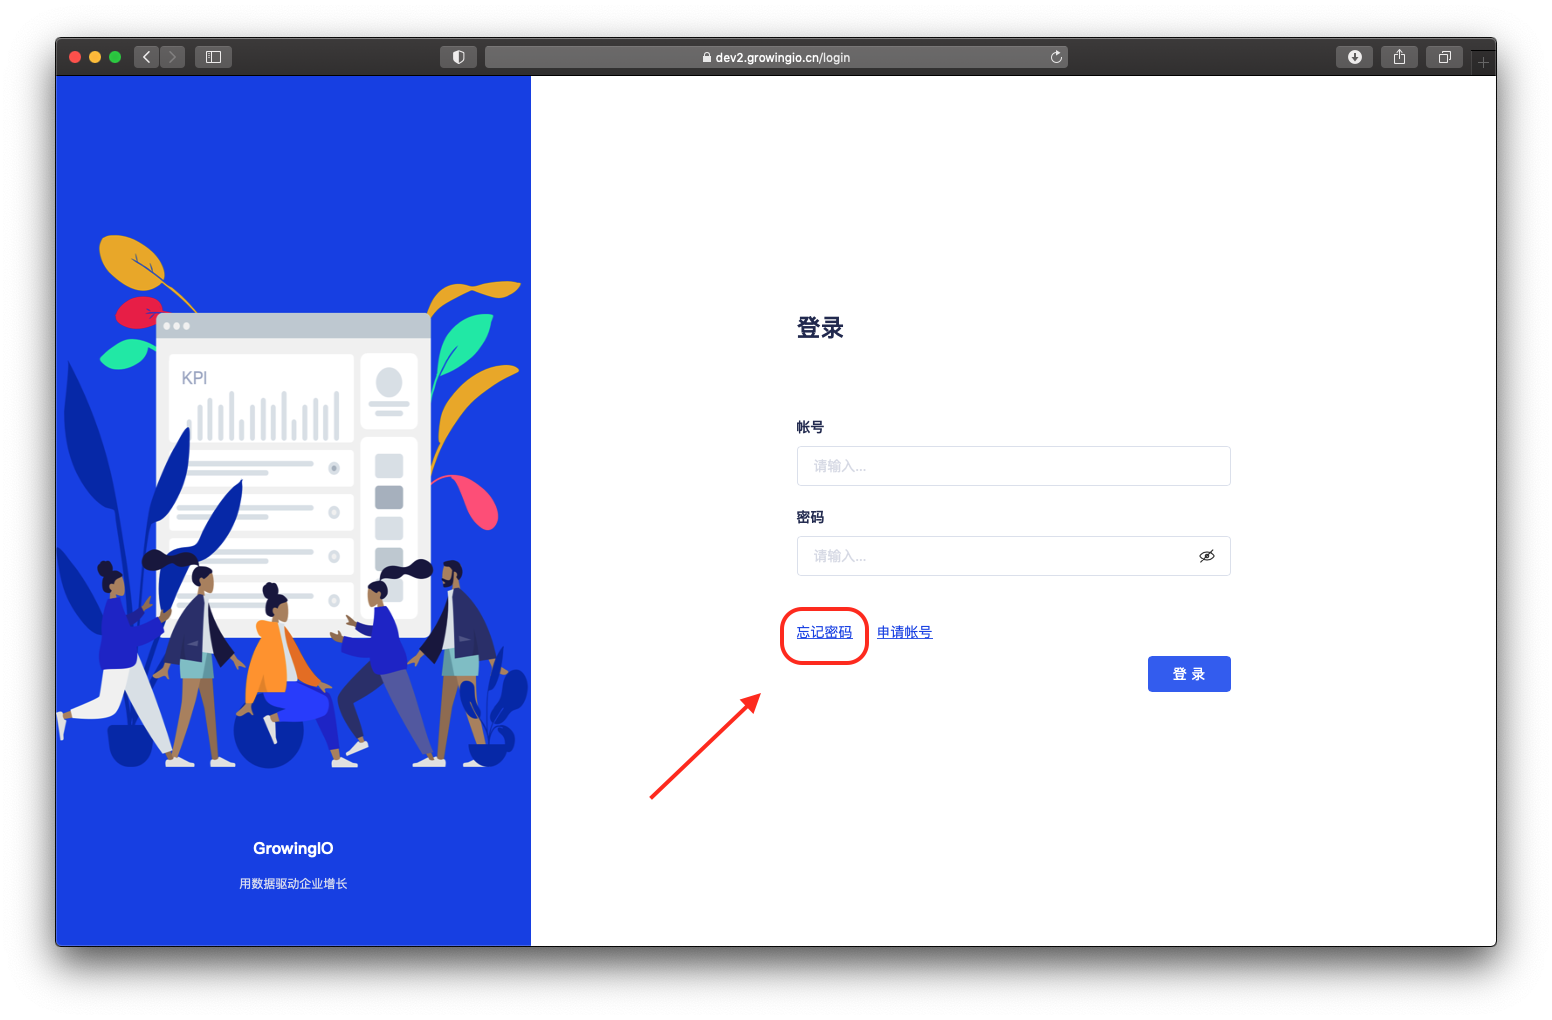 dev2.growingio.cn/login
KPI
登录
帐号
请输入...
密码
请输入...
忘记密码 申请帐号
登 录
GrowingIO
用数据驱动企业增长